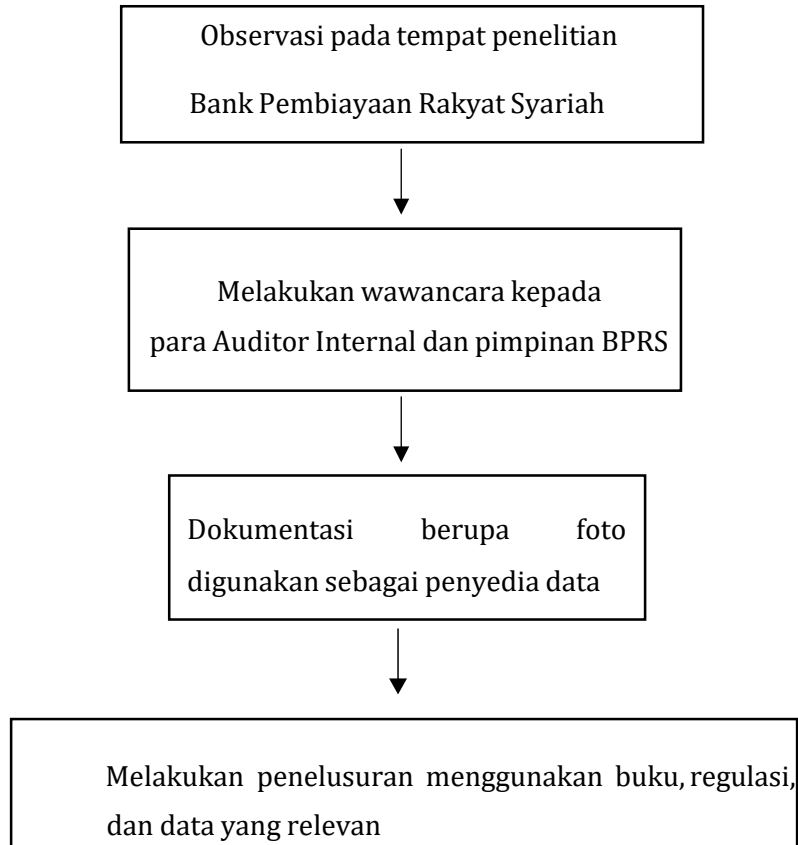 Observasi pada tempat penelitian
Bank Pembiayaan Rakyat Syariah
Melakukan wawancara kepada
para Auditor Internal dan pimpinan BPRS
Dokumentasi berupa foto
digunakan sebagai penyedia data
Melakukan penelusuran menggunakan buku, regulasi,
dan data yang relevan